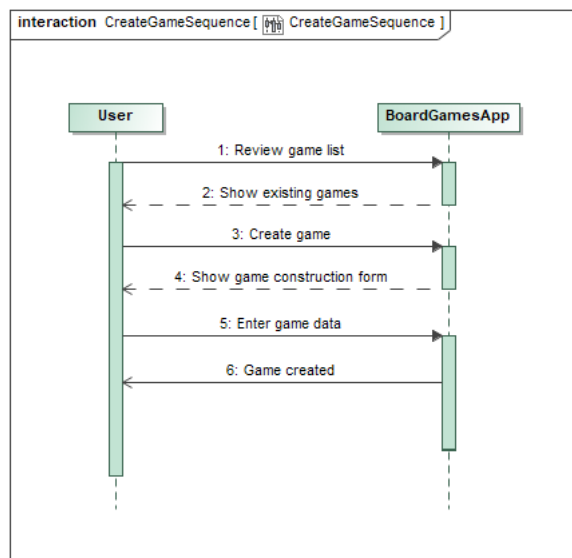 interaction CreateGameSequence [ CreateGameSequence ]
User
BoardGamesApp
1: Review game list
2: Show existing games
3: Create game
4: Show game construction form
5: Enter game data
6: Game created